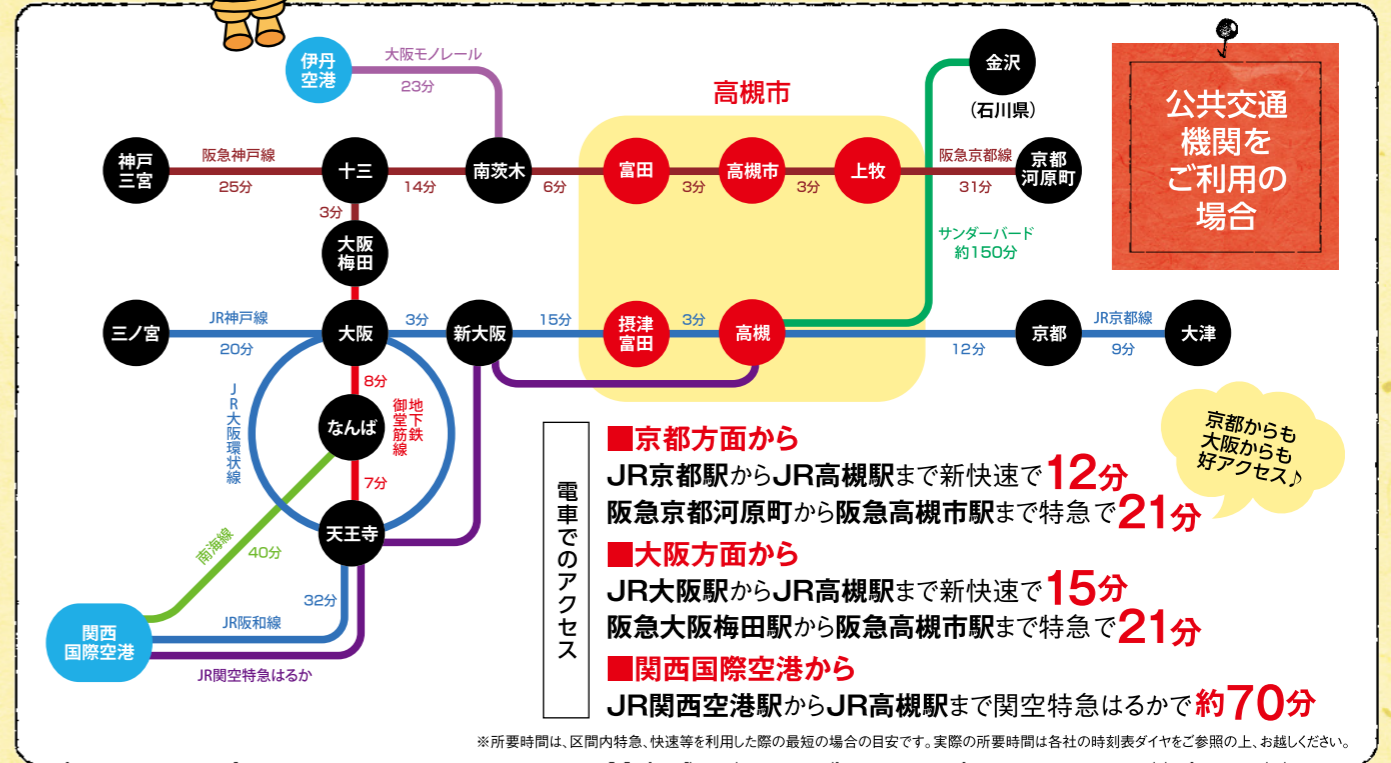 伊丹
空港
大阪モノレール
23分
高槻市
金沢
(石川県)
公共交通
機関を
ご利用の
場合
神戸
三宮
阪急神戸線
25分
十三
14分
南茨木
6分
富田
3分
高槻市
3分
上牧
阪急京都線
31分
京都
河原町
3分
大阪
梅田
サンダーバード
約150分
三ノ宮
JR神戸線
20分
大阪
3分
新大阪
15分
摂津
富田
3分
高槻
12分
京都
JR京都線
9分
大津
JR大阪環状線
8分
地下鉄
御堂筋線
なんば
7分
天王寺
南海線
40分
32分
JR阪和線
関西
国際空港
JR関空特急はるか
京都からも
大阪からも
好アクセス♪
電車でのアクセス
■京都方面から
JR京都駅からJR高槻駅まで新快速で12分
阪急京都河原町から阪急高槻市駅まで特急で21分
■大阪方面から
JR大阪駅からJR高槻駅まで新快速で15分
阪急大阪梅田駅から阪急高槻市駅まで特急で21分
■関西国際空港から
JR関西空港駅からJR高槻駅まで関空特急はるかで約70分
※所要時間は、区間内特急、快速等を利用した際の最短の場合の目安です。実際の所要時間は各社の時刻表ダイヤをご参照の上、お越しください。